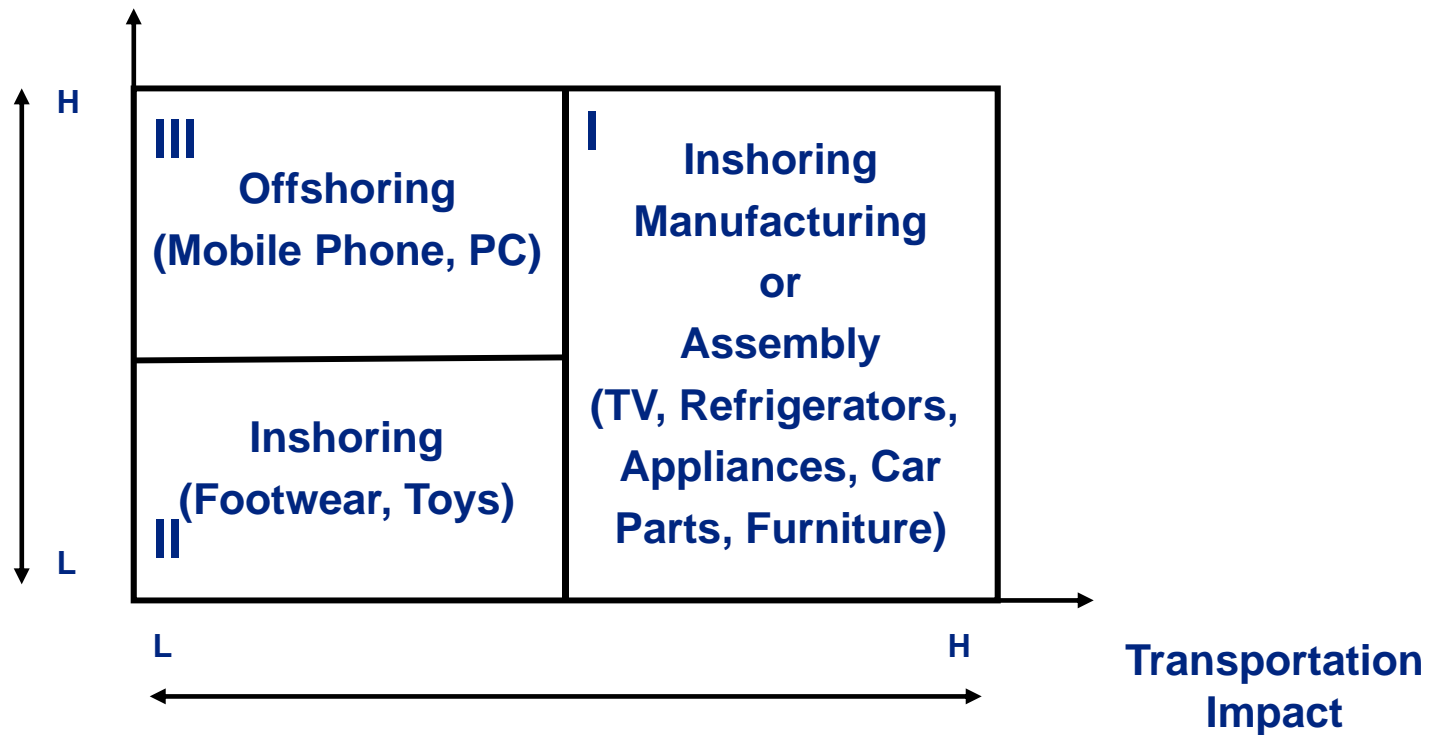 H
III
Offshoring
(Mobile Phone, PC)
Inshoring
(Footwear, Toys)
II
L
I
Inshoring
Manufacturing
or
Assembly
(TV, Refrigerators,
Appliances, Car
Parts, Furniture)
L
H
Transportation
Impact